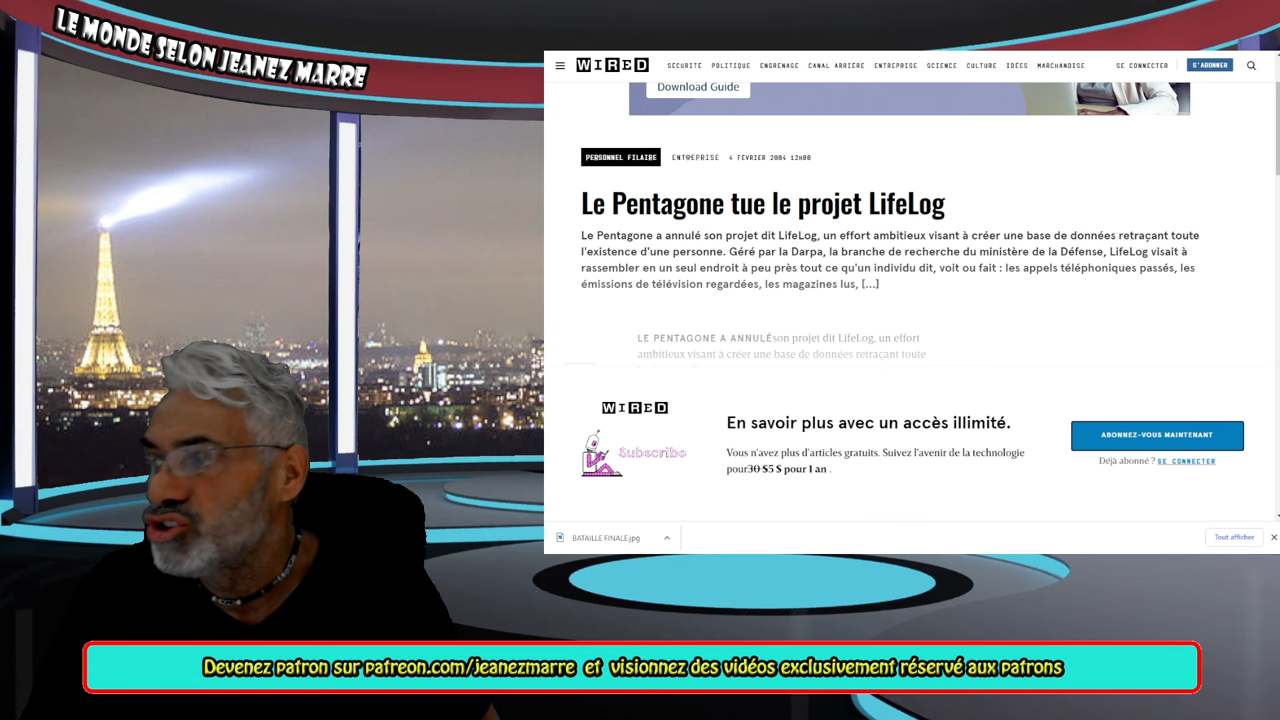 LE MONDE SELON JEANEZ MARRE
WIRED SÉCURITÉ POLITIQUE ENGRENAGE CANAL ARRIÈRE ENTREPRISE SCIENCE CULTURE IDÉES MARCHANDISE SE CONNECTER S'ABONNER
Download Guide
PERSONNEL FILAIRE ENTREPRISE 4 FÉVRIER 2004 12H00
Le Pentagone tue le projet LifeLog
Le Pentagone a annulé son projet dit LifeLog, un effort ambitieux visant à créer une base de données retraçant toute
l'existence d'une personne. Géré par la Darpa, la branche de recherche du ministère de la Défense, LifeLog visait à
rassembler en un seul endroit à peu près tout ce qu'un individu dit, voit ou fait : les appels téléphoniques passés, les
émissions de télévision regardées, les magazines lus, [...]
LE PENTAGONE A ANNULÉson projet dit LifeLog, un effort
ambitieux visant à créer une base de données retraçant toute
WIRED
Subscribe
En savoir plus avec un accès illimité.
Vous n'avez plus d'articles gratuits. Suivez l'avenir de la technologie
pour30 $5 $ pour 1 an .
ABONNEZ-VOUS MAINTENANT
Déjà abonné ? SE CONNECTER
BATAILLE FINALE.jpg
Tout afficher
Devenez patron sur patreon.com/jeanezmarre et visionnez des vidéos exclusivement réservé aux patrons